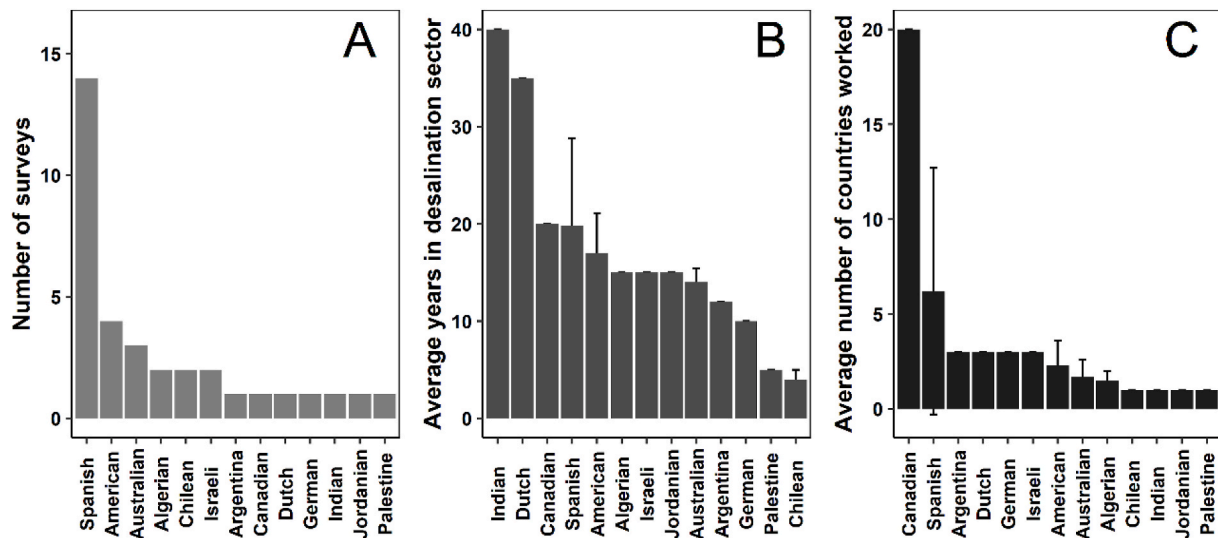 A
Number of surveys
15
10
5
0
Spanish
American
Australian
Algerian
Chilean
Israeli
Argentina
Canadian
Dutch
German
Indian
Jordanian
Palestine
B
Average years in desalination sector
40
30
20
10
0
Indian
Dutch
Canadian
Spanish
American
Algerian
Israeli
Jordanian
Australian
Argentina
German
Palestine
Chilean
C
Average number of countries worked
20
15
10
5
0
Canadian
Spanish
Argentina
Dutch
German
Israeli
American
Australian
Algerian
Chilean
Indian
Jordanian
Palestine